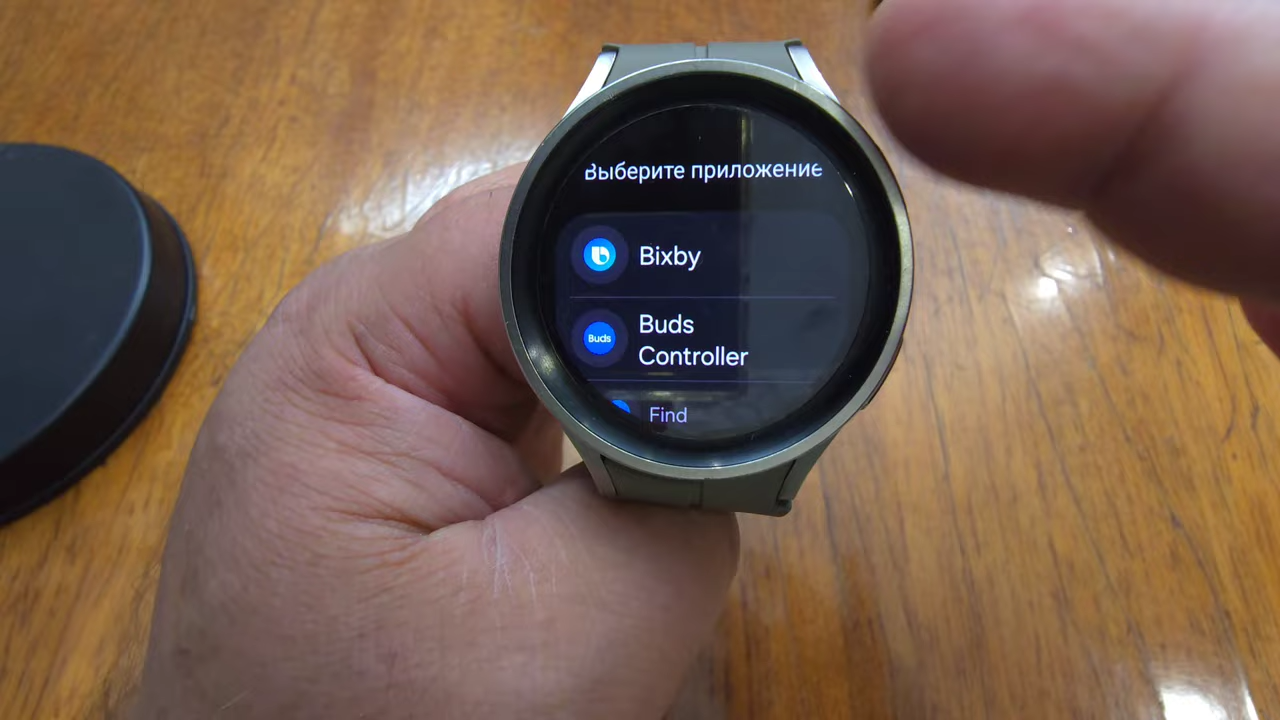 Выберите приложение
Bixby
Buds
Controller
Buds
Find